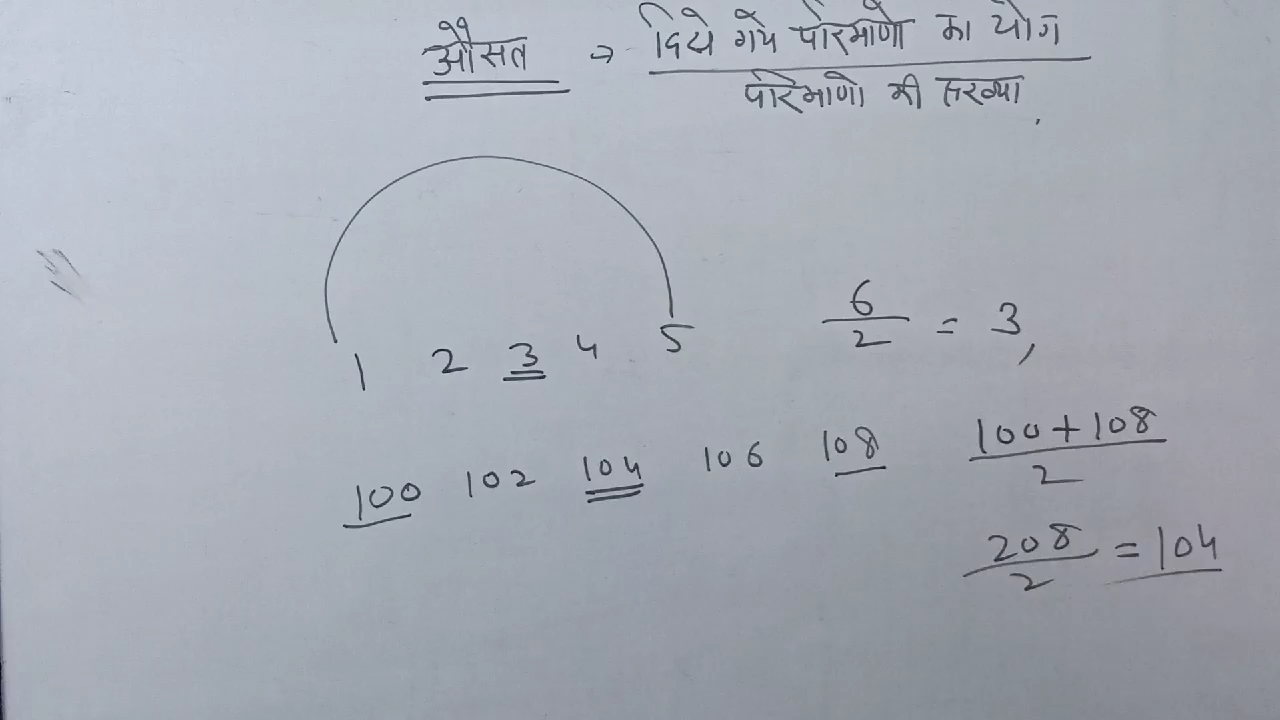 औसत → दिये गये परिमाणो का योग
परिमाणो की संख्या
1 2 3 4 5
6/2 = 3,
100 102 104 106 108
100+108
2
208/2 = 104